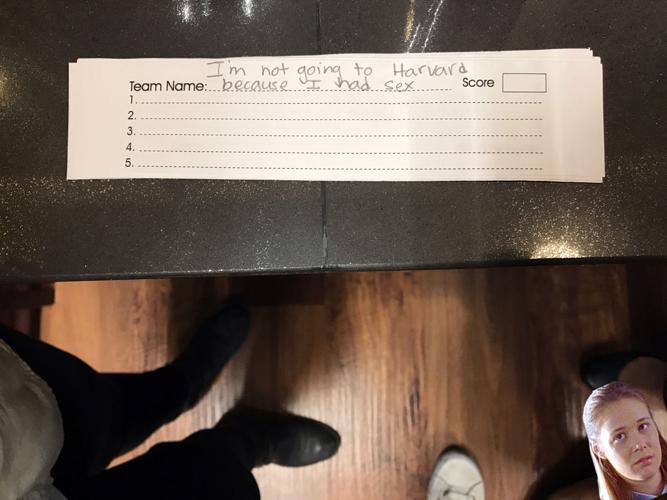 I'm not going to Harvard
Team Name: because I had sex Score
1.
2.
3.
4.
5.